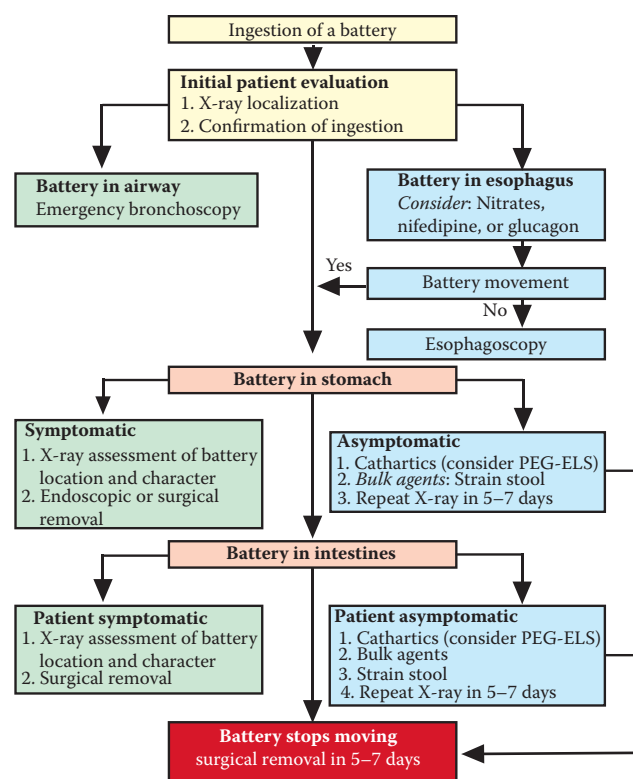 Ingestion of a battery
Initial patient evaluation
1. X-ray localization
2. Confirmation of ingestion
Battery in airway
Emergency bronchoscopy
Battery in esophagus
Consider: Nitrates,
nifedipine, or glucagon
Yes
Battery movement
No
Esophagoscopy
Battery in stomach
Symptomatic
1. X-ray assessment of battery
location and character
2. Endoscopic or surgical
removal
Asymptomatic
1. Cathartics (consider PEG-ELS)
2. Bulk agents: Strain stool
3. Repeat X-ray in 5–7 days
Battery in intestines
Patient symptomatic
1. X-ray assessment of battery
location and character
2. Surgical removal
Patient asymptomatic
1. Cathartics (consider PEG-ELS)
2. Bulk agents
3. Strain stool
4. Repeat X-ray in 5–7 days
Battery stops moving
surgical removal in 5–7 days